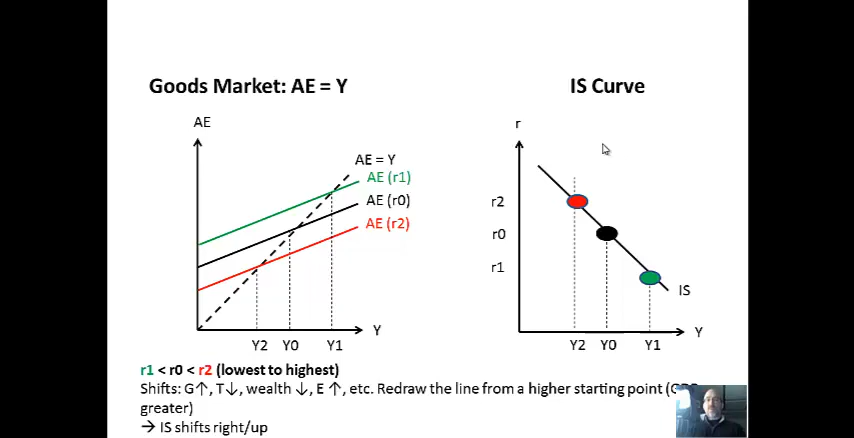 Goods Market: AE = Y
IS Curve
AE
r
AE = Y
AE (r1)
AE (r0)
AE (r2)
r2
r0
r1
IS
Y
Y
Y2 Y0 Y1
Y2 Y0 Y1
r1 < r0 < r2 (lowest to highest)
Shifts: G↑, T↓, wealth ↓, E ↑, etc. Redraw the line from a higher starting point
greater)
→ IS shifts right/up